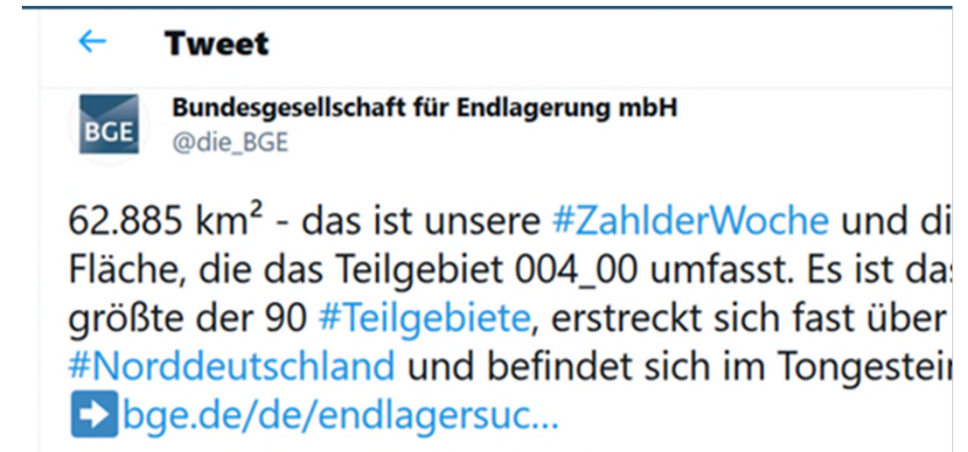 ← Tweet
BGE
Bundesgesellschaft für Endlagerung mbH
@die_BGE
62.885 km² - das ist unsere #ZahlderWoche und di
Fläche, die das Teilgebiet 004_00 umfasst. Es ist das
größte der 90 #Teilgebiete, erstreckt sich fast über
#Norddeutschland und befindet sich im Tongestein
➡bge.de/de/endlagersuc...